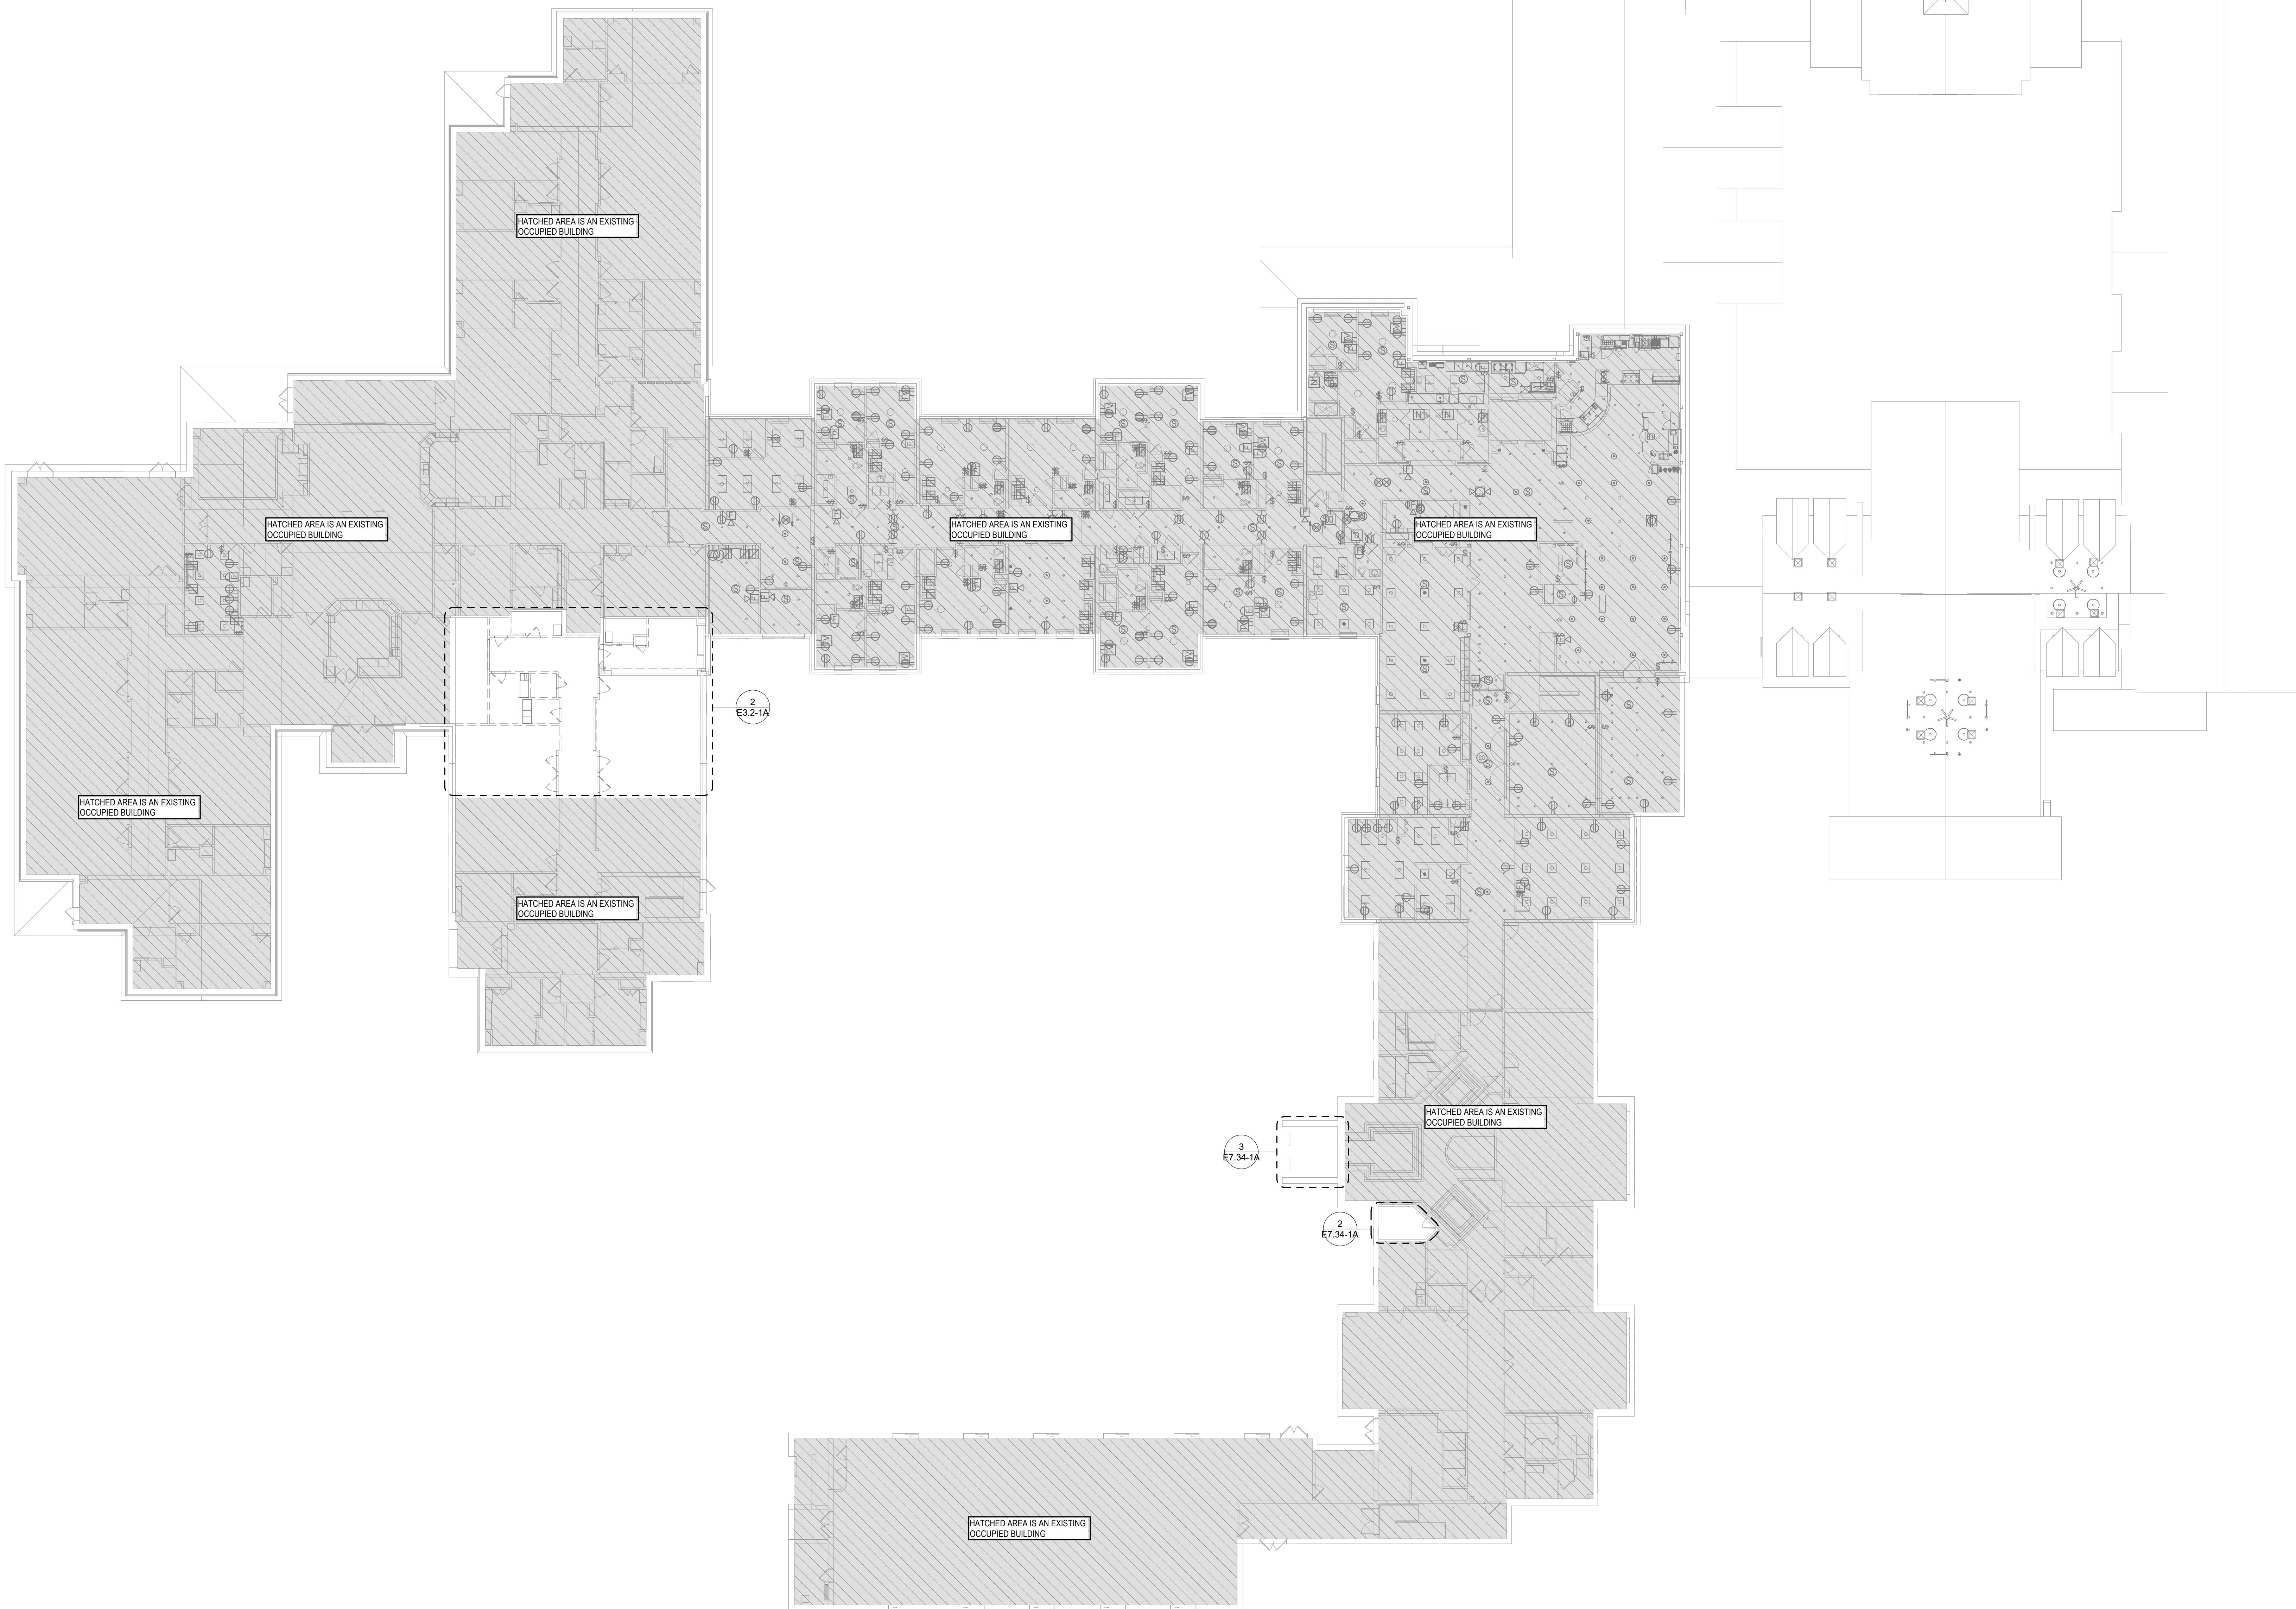 HATCHED AREA IS AN EXISTING
OCCUPIED BUILDING
HATCHED AREA IS AN EXISTING
OCCUPIED BUILDING
HATCHED AREA IS AN EXISTING
OCCUPIED BUILDING
HATCHED AREA IS AN EXISTING
OCCUPIED BUILDING
2
E3.2-1A
HATCHED AREA IS AN EXISTING
OCCUPIED BUILDING
HATCHED AREA IS AN EXISTING
OCCUPIED BUILDING
HATCHED AREA IS AN EXISTING
OCCUPIED BUILDING
3
E7.34-1A
2
E7.34-1A
HATCHED AREA IS AN EXISTING
OCCUPIED BUILDING